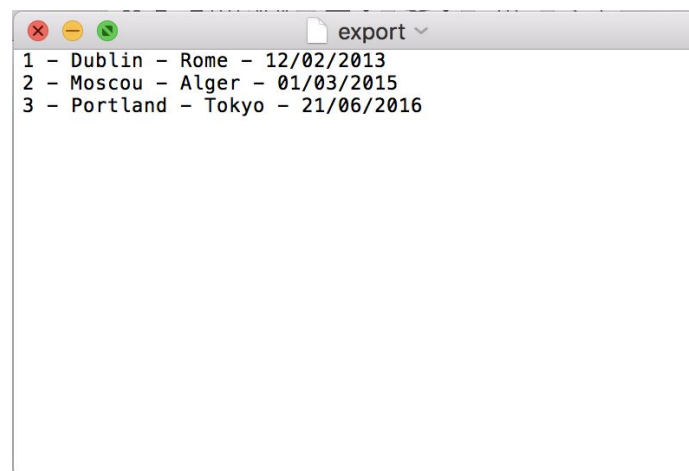 export
1 – Dublin – Rome – 12/02/2013
2 – Moscou – Alger – 01/03/2015
3 – Portland – Tokyo – 21/06/2016